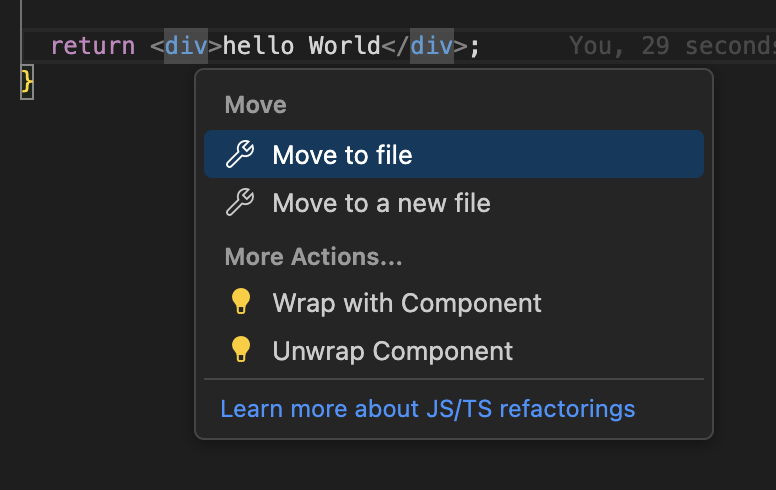 return <div>hello World</div>; You, 29 seconds
}
Move
Move to file
Move to a new file
More Actions...
Wrap with Component
Unwrap Component
Learn more about JS/TS refactorings